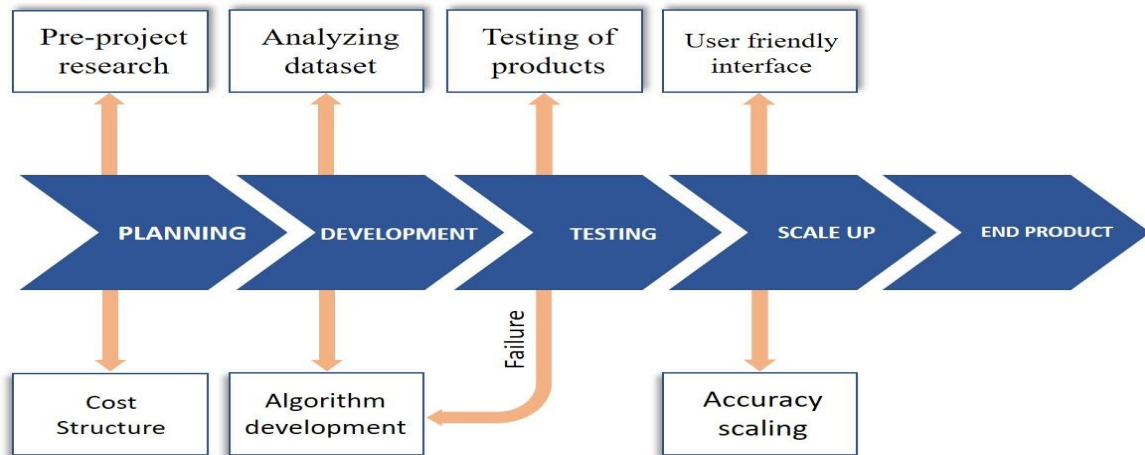 Pre-project
research
Analyzing
dataset
Testing of
products
User friendly
interface
PLANNING
DEVELOPMENT
TESTING
SCALE UP
END PRODUCT
Failure
Cost
Structure
Algorithm
development
Accuracy
scaling